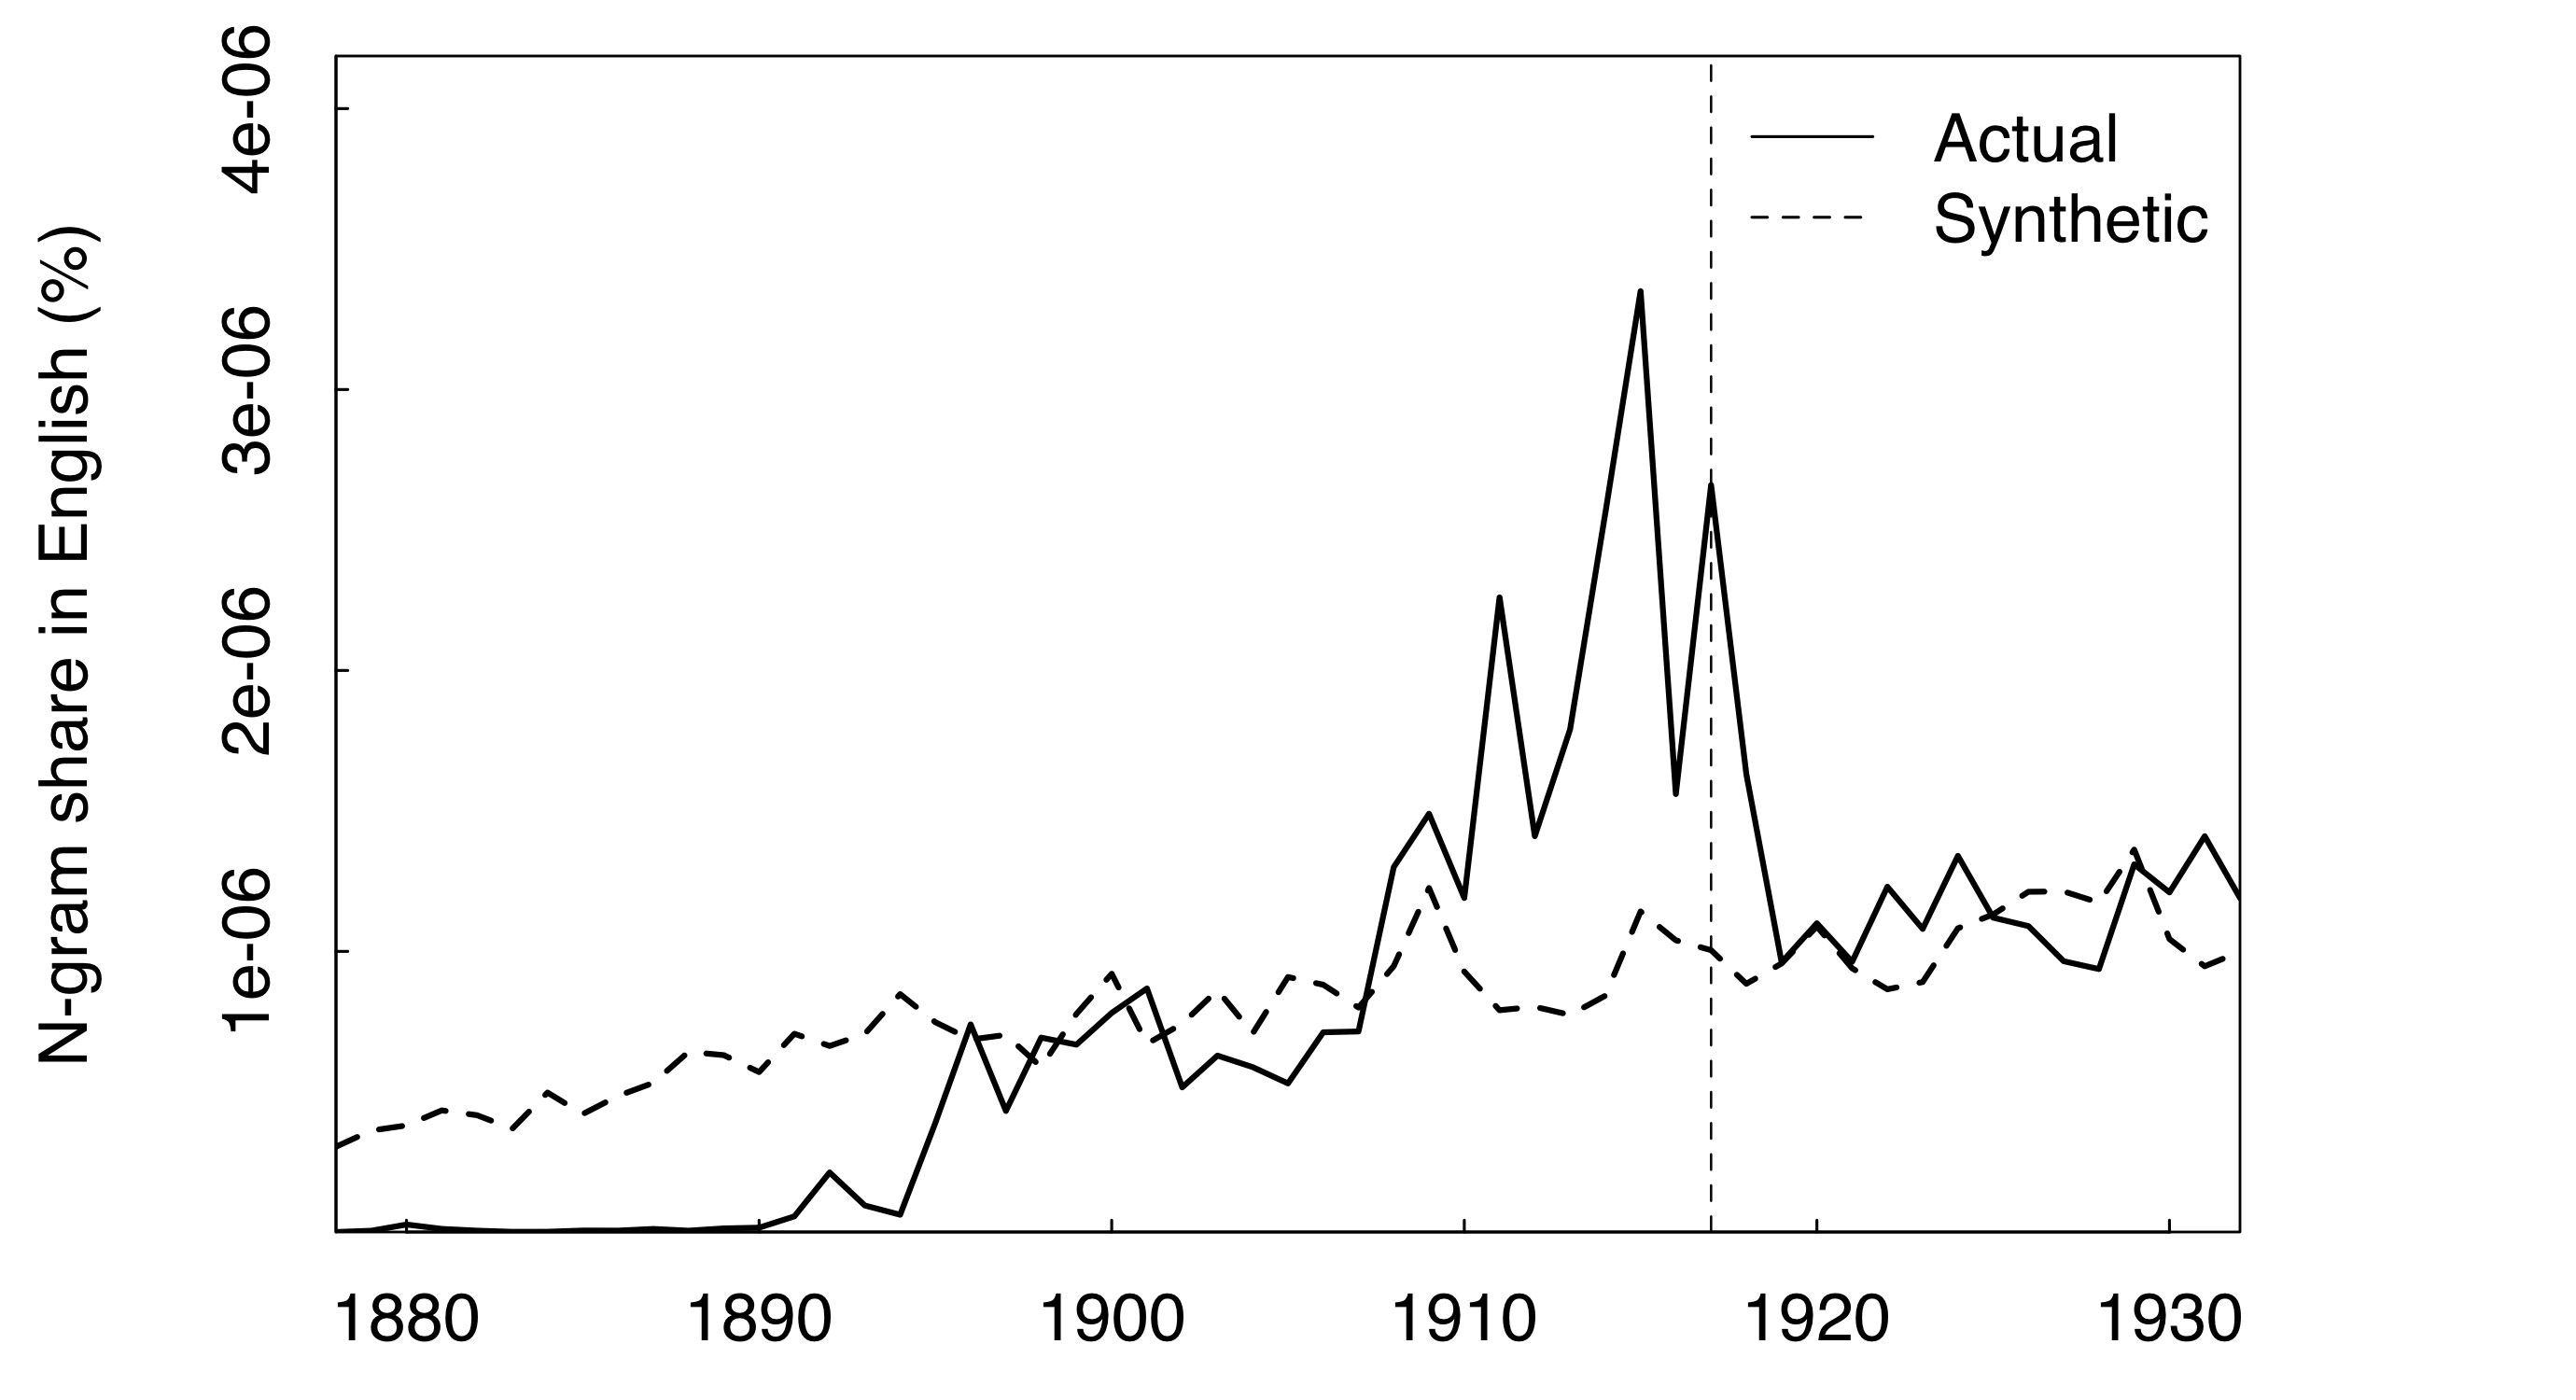 N-gram share in English (%)
4e-06
3e-06
2e-06
1e-06
Actual
Synthetic
1880 1890 1900 1910 1920 1930